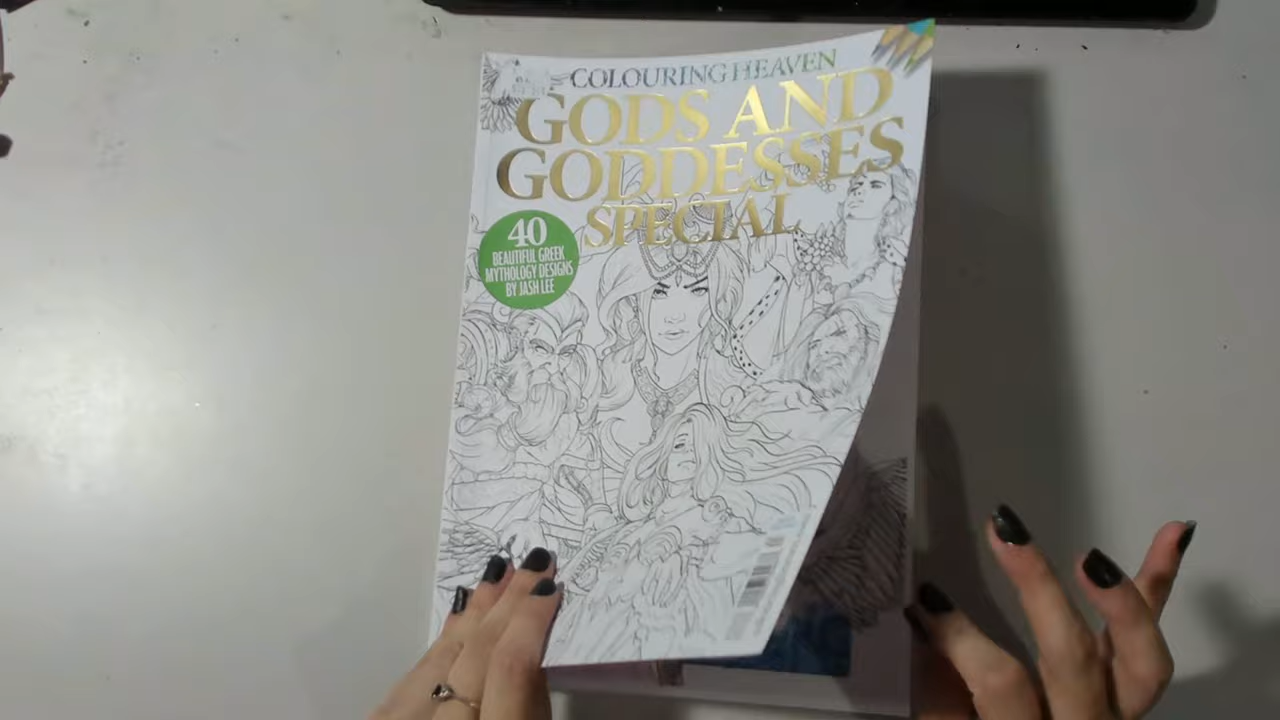 COLOURING HEAVEN
GODS AND
GODDESSES
SPECIAL
40
BEAUTIFUL GREEK
MYTHOLOGY DESIGNS
BY JASH LEE